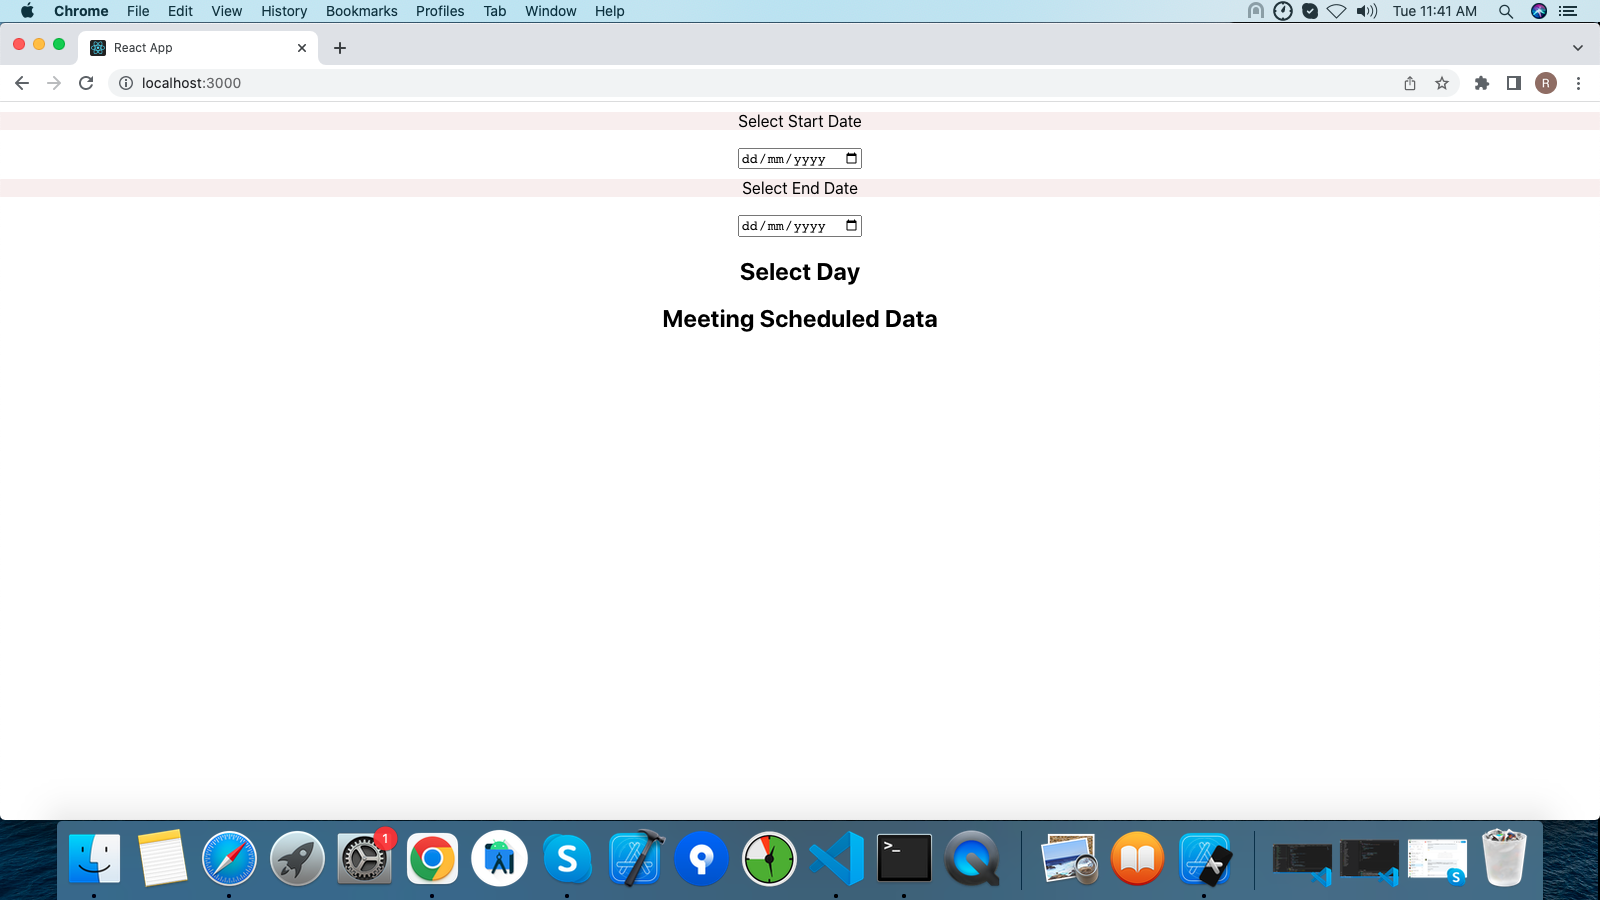 Chrome File Edit View History Bookmarks Profiles Tab Window Help Tue 11:41 AM
React App
localhost:3000 R
Select Start Date
dd/mm/yyyy
Select End Date
dd/mm/yyyy
Select Day
Meeting Scheduled Data
1
S
>_
S